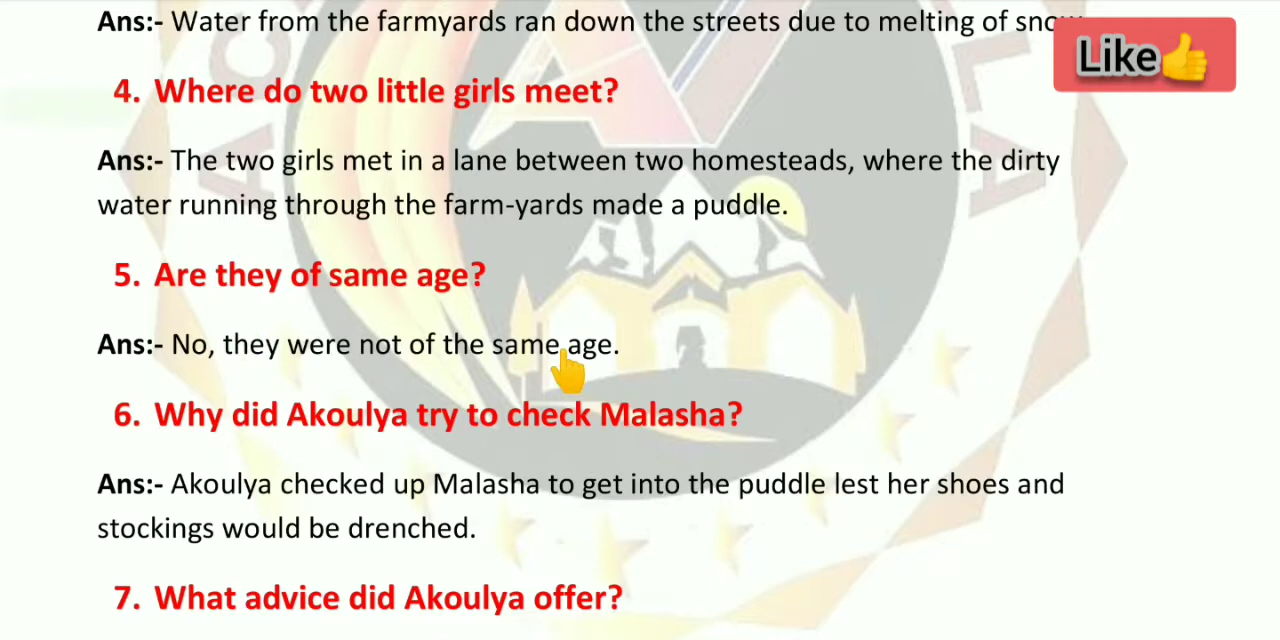 Ans:- Water from the farmyards ran down the streets due to melting of
Like
4. Where do two little girls meet?
Ans:- The two girls met in a lane between two homesteads, where the dirty
water running through the farm-yards made a puddle.
5. Are they of same age?
Ans:- No, they were not of the same age.
6. Why did Akoulya try to check Malasha?
Ans:- Akoulya checked up Malasha to get into the puddle lest her shoes and
stockings would be drenched.
7. What advice did Akoulya offer?